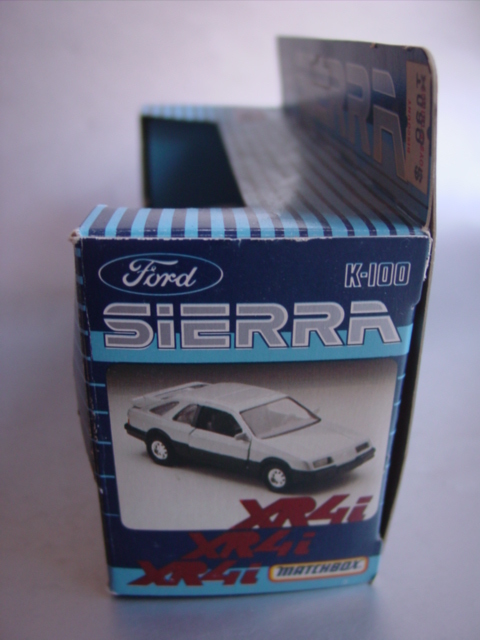 Ford
K-100
SIERRA
XR4i
XR4i
XR4i
MATCHBOX